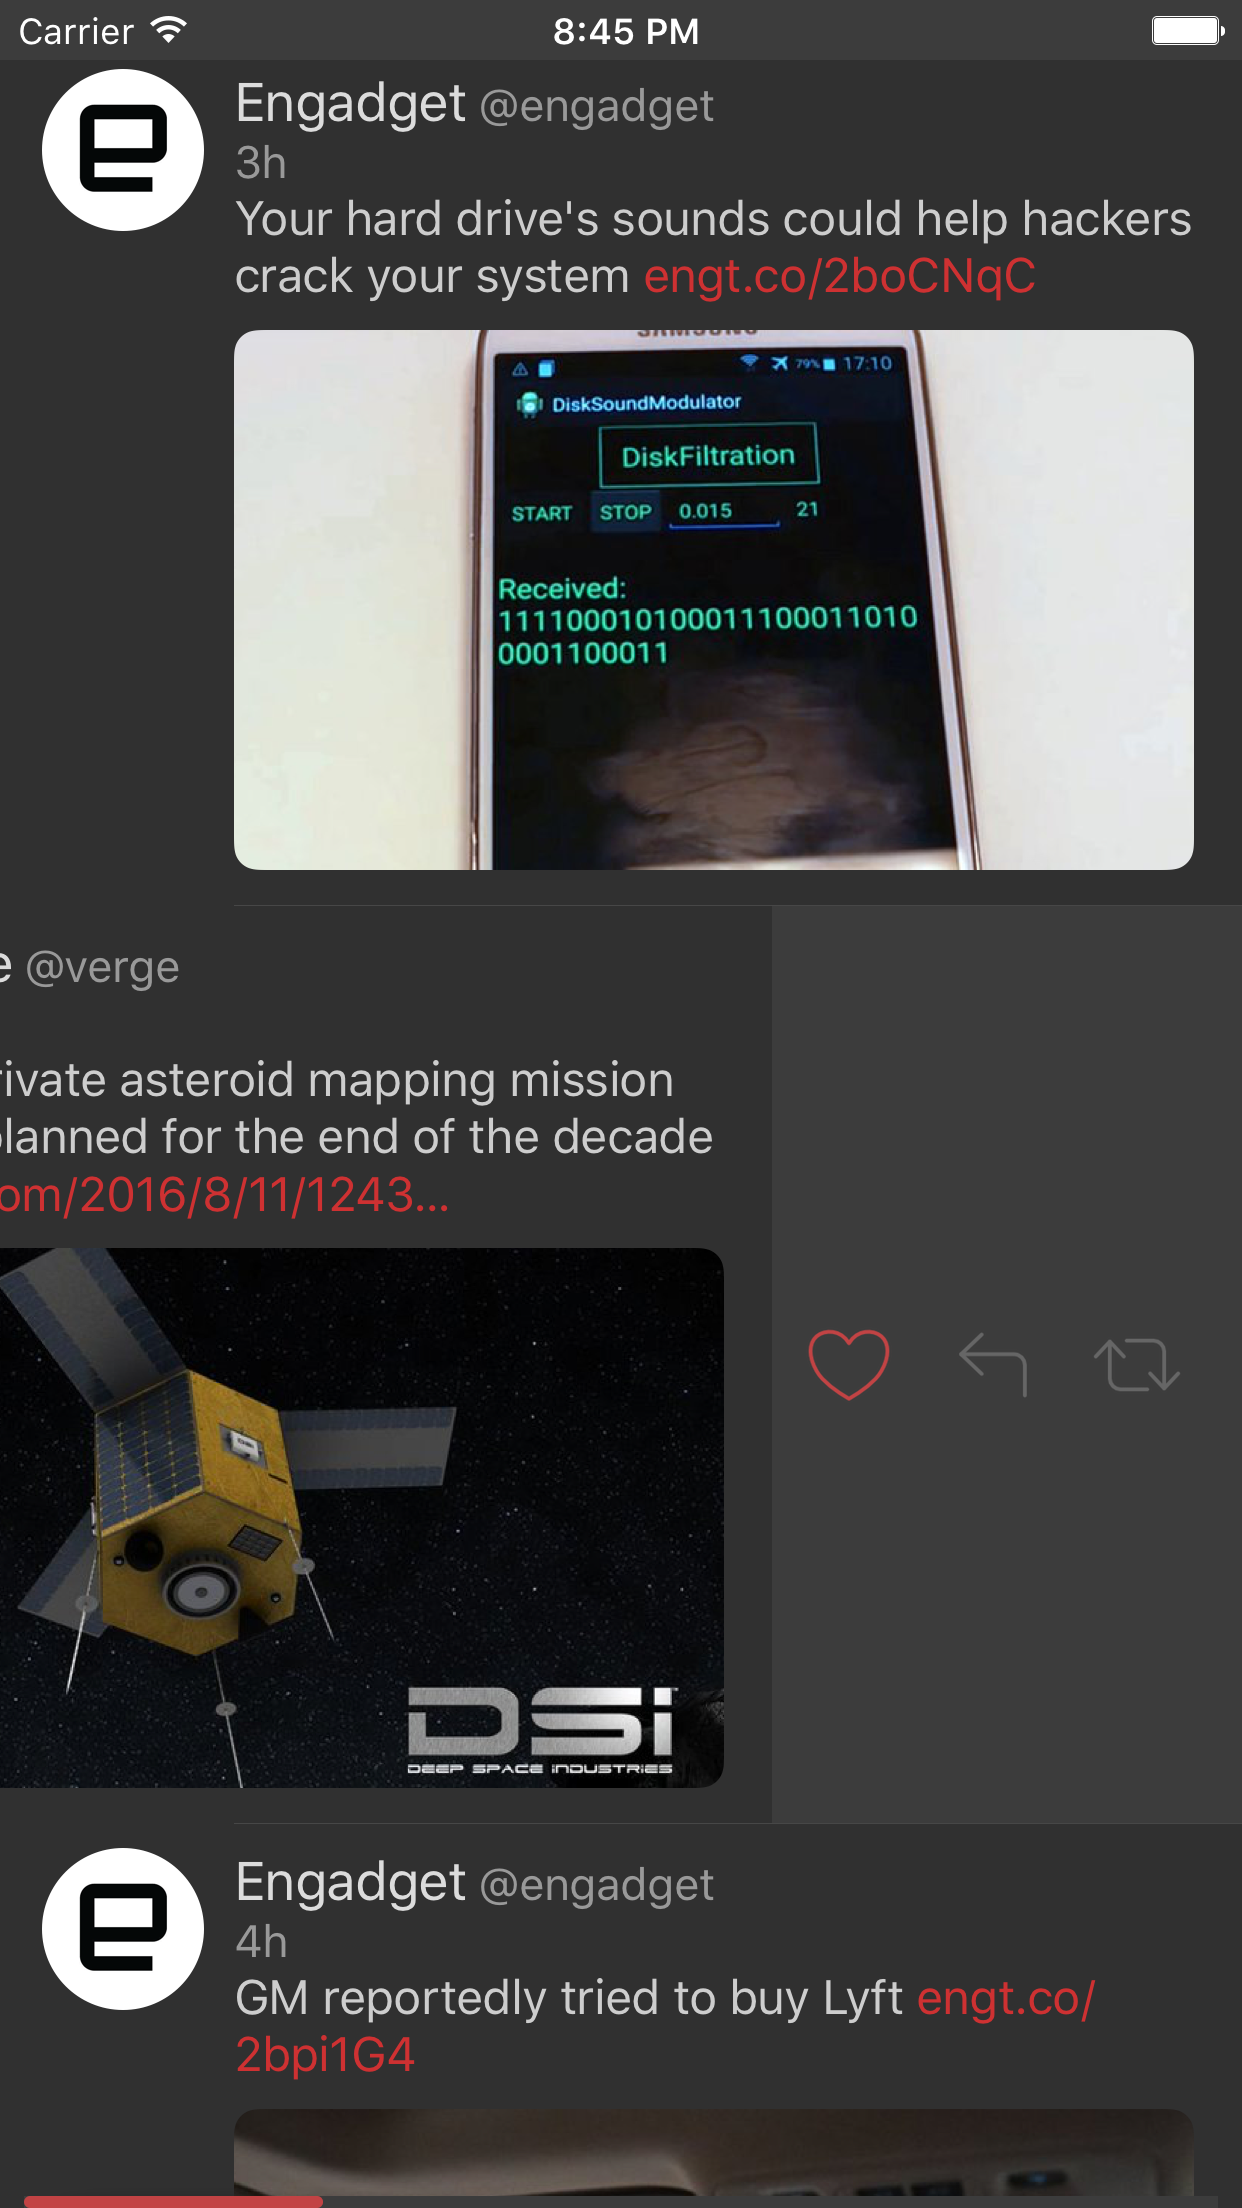 Carrier 8:45 PM
Engadget @engadget
3h
Your hard drive's sounds could help hackers
crack your system engt.co/2boCNqC
SAMSUNG
79% 17:10
DiskSoundModulator
DiskFiltration
START STOP 0.015 21
Received:
111100010100011100011010
0001100011
e @verge
rivate asteroid mapping mission
planned for the end of the decade
om/2016/8/11/1243...
DSi
DEEP SPACE INDUSTRIES
Engadget @engadget
4h
GM reportedly tried to buy Lyft engt.co/
2bpi1G4